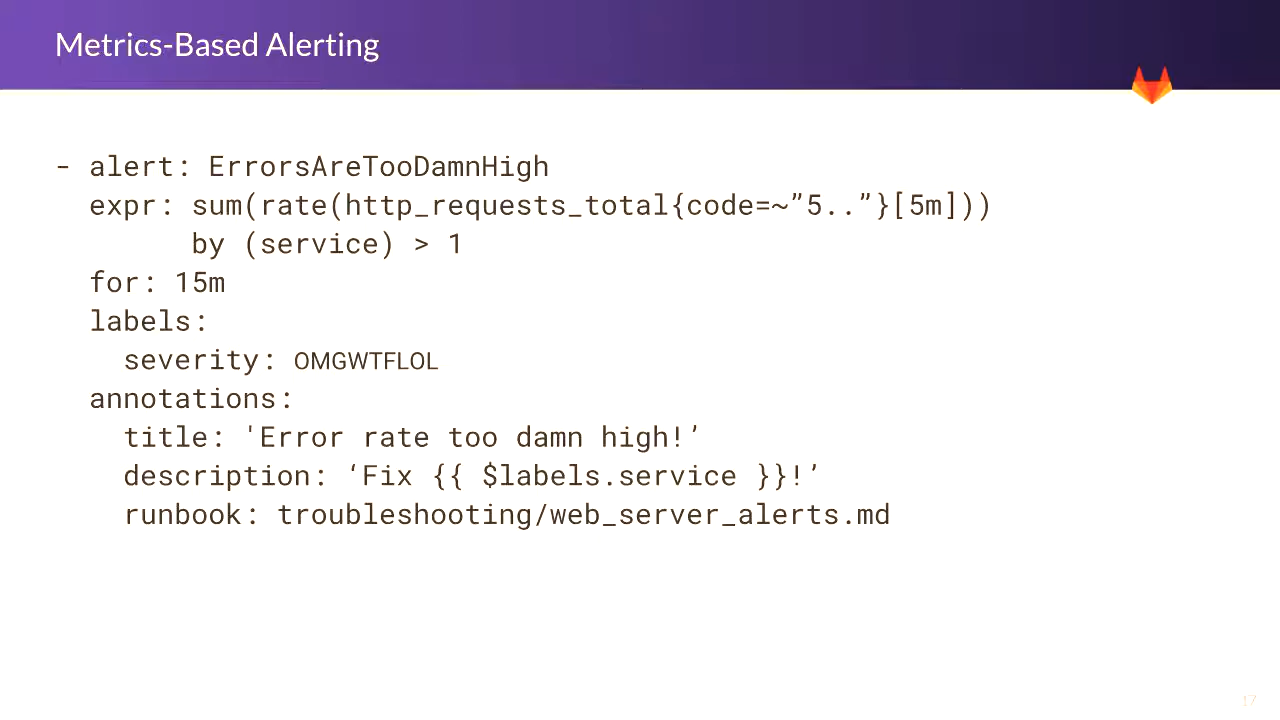 Metrics-Based Alerting
- alert: ErrorsAreTooDamnHigh
expr: sum(rate(http_requests_total{code=~”5..”}[5m]))
by (service) > 1
for: 15m
labels:
severity: OMGWTFLOL
annotations:
title: 'Error rate too damn high!’
description: ‘Fix {{ $labels.service }}!’
runbook: troubleshooting/web_server_alerts.md
17